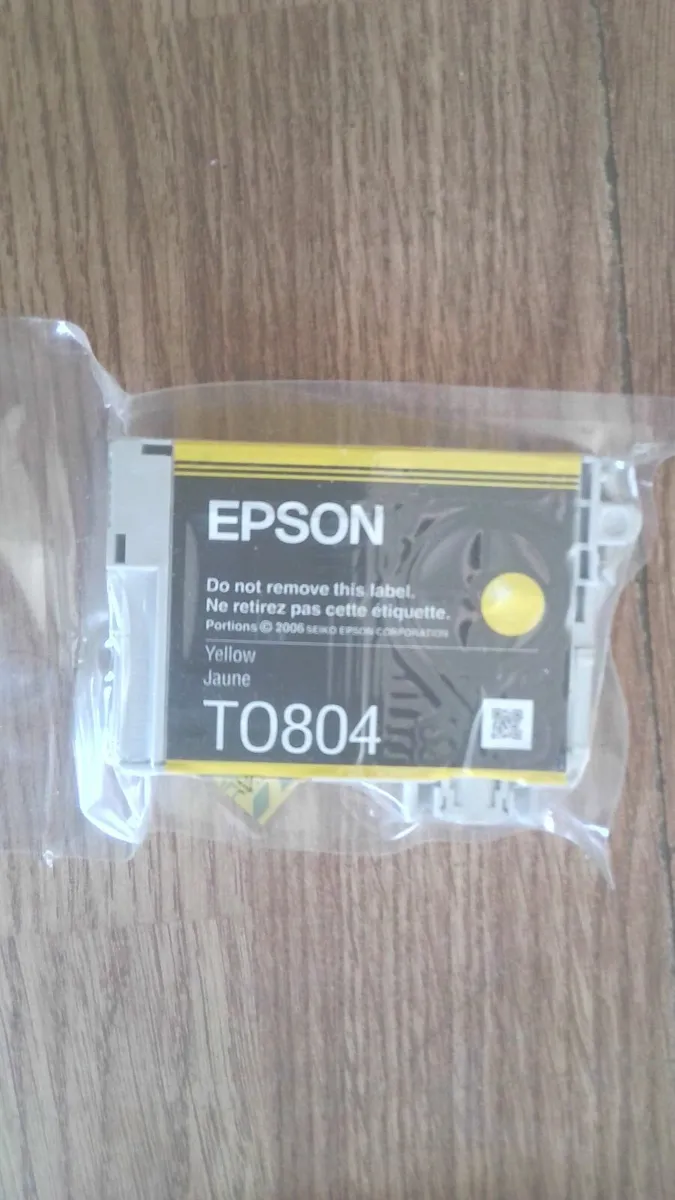 EPSON
Do not remove this label.
Ne retirez pas cette étiquette.
Portions © 2006 SEIKO EPSON CORPORATION
Yellow
Jaune
T0804